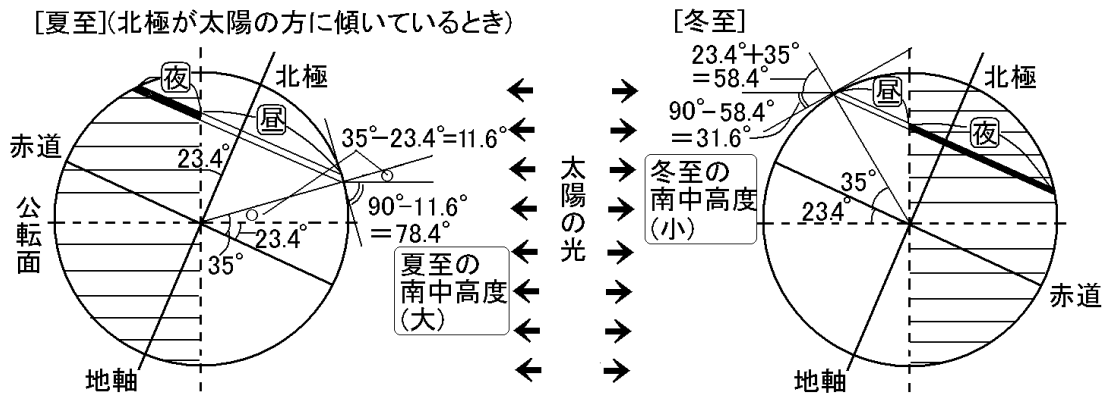 [夏至](北極が太陽の方に傾いているとき)
夜
北極
昼
赤道
23.4°
35°-23.4°=11.6°
公転面
90°-11.6°
=78.4°
23.4°
35°
夏至の
南中高度
(大)
地軸
太陽の光
[冬至]
23.4°+35°
=58.4°
北極
昼
90°-58.4°
=31.6°
夜
冬至の
南中高度
(小)
35°
23.4°
赤道
地軸